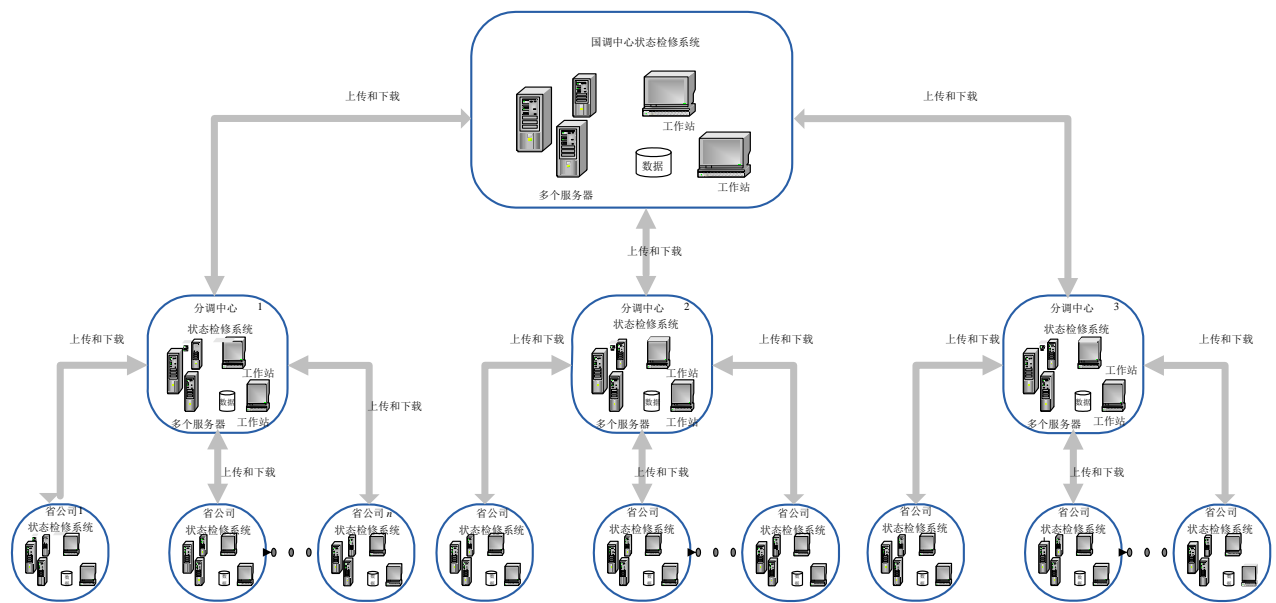 国调中心状态检修系统
上传和下载
上传和下载
工作站
数据
工作站
多个服务器
上传和下载
分调中心 1
状态检修系统
工作站
数据
工作站
多个服务器
分调中心 2
状态检修系统
工作站
数据
工作站
多个服务器
分调中心 3
状态检修系统
工作站
数据
工作站
多个服务器
上传和下载
上传和下载
上传和下载
上传和下载
上传和下载
上传和下载
上传和下载
上传和下载
上传和下载
省公司1
状态检修系统
省公司
状态检修系统
省公司n
状态检修系统
省公司
状态检修系统
省公司
状态检修系统
省公司
状态检修系统
省公司
状态检修系统
省公司
状态检修系统
省公司
状态检修系统